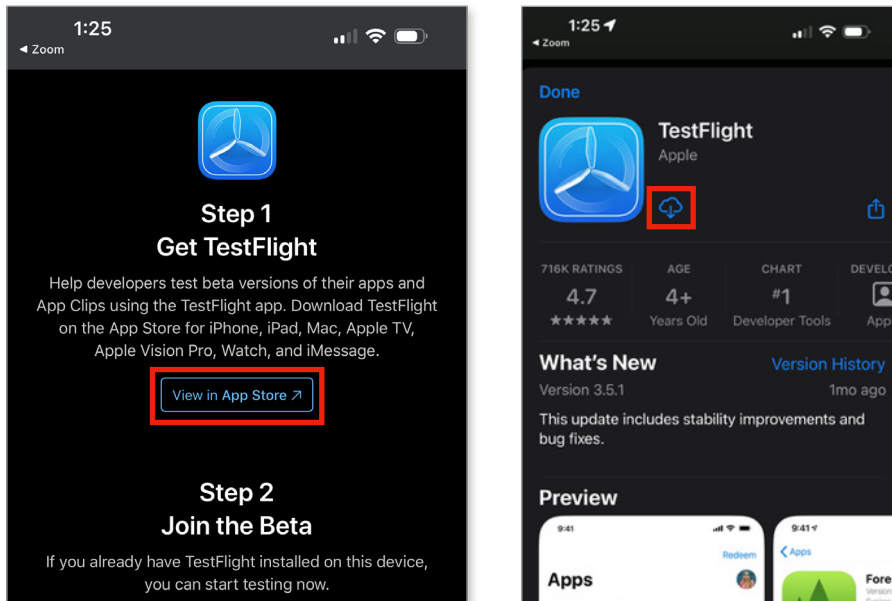 1:25
◀ Zoom
Step 1
Get TestFlight
Help developers test beta versions of their apps and
App Clips using the TestFlight app. Download TestFlight
on the App Store for iPhone, iPad, Mac, Apple TV,
Apple Vision Pro, Watch, and iMessage.
View in App Store ↗
Step 2
Join the Beta
If you already have TestFlight installed on this device,
you can start testing now.
1:25
◀ Zoom
Done
TestFlight
Apple
716K RATINGS
4.7
★★★★★
AGE
4+
Years Old
CHART
#1
Developer Tools
DEVELO
App
What's New
Version History
Version 3.5.1
1mo ago
This update includes stability improvements and
bug fixes.
Preview
9:41
Redeem
Apps
9:41
Apps
Fore
Version